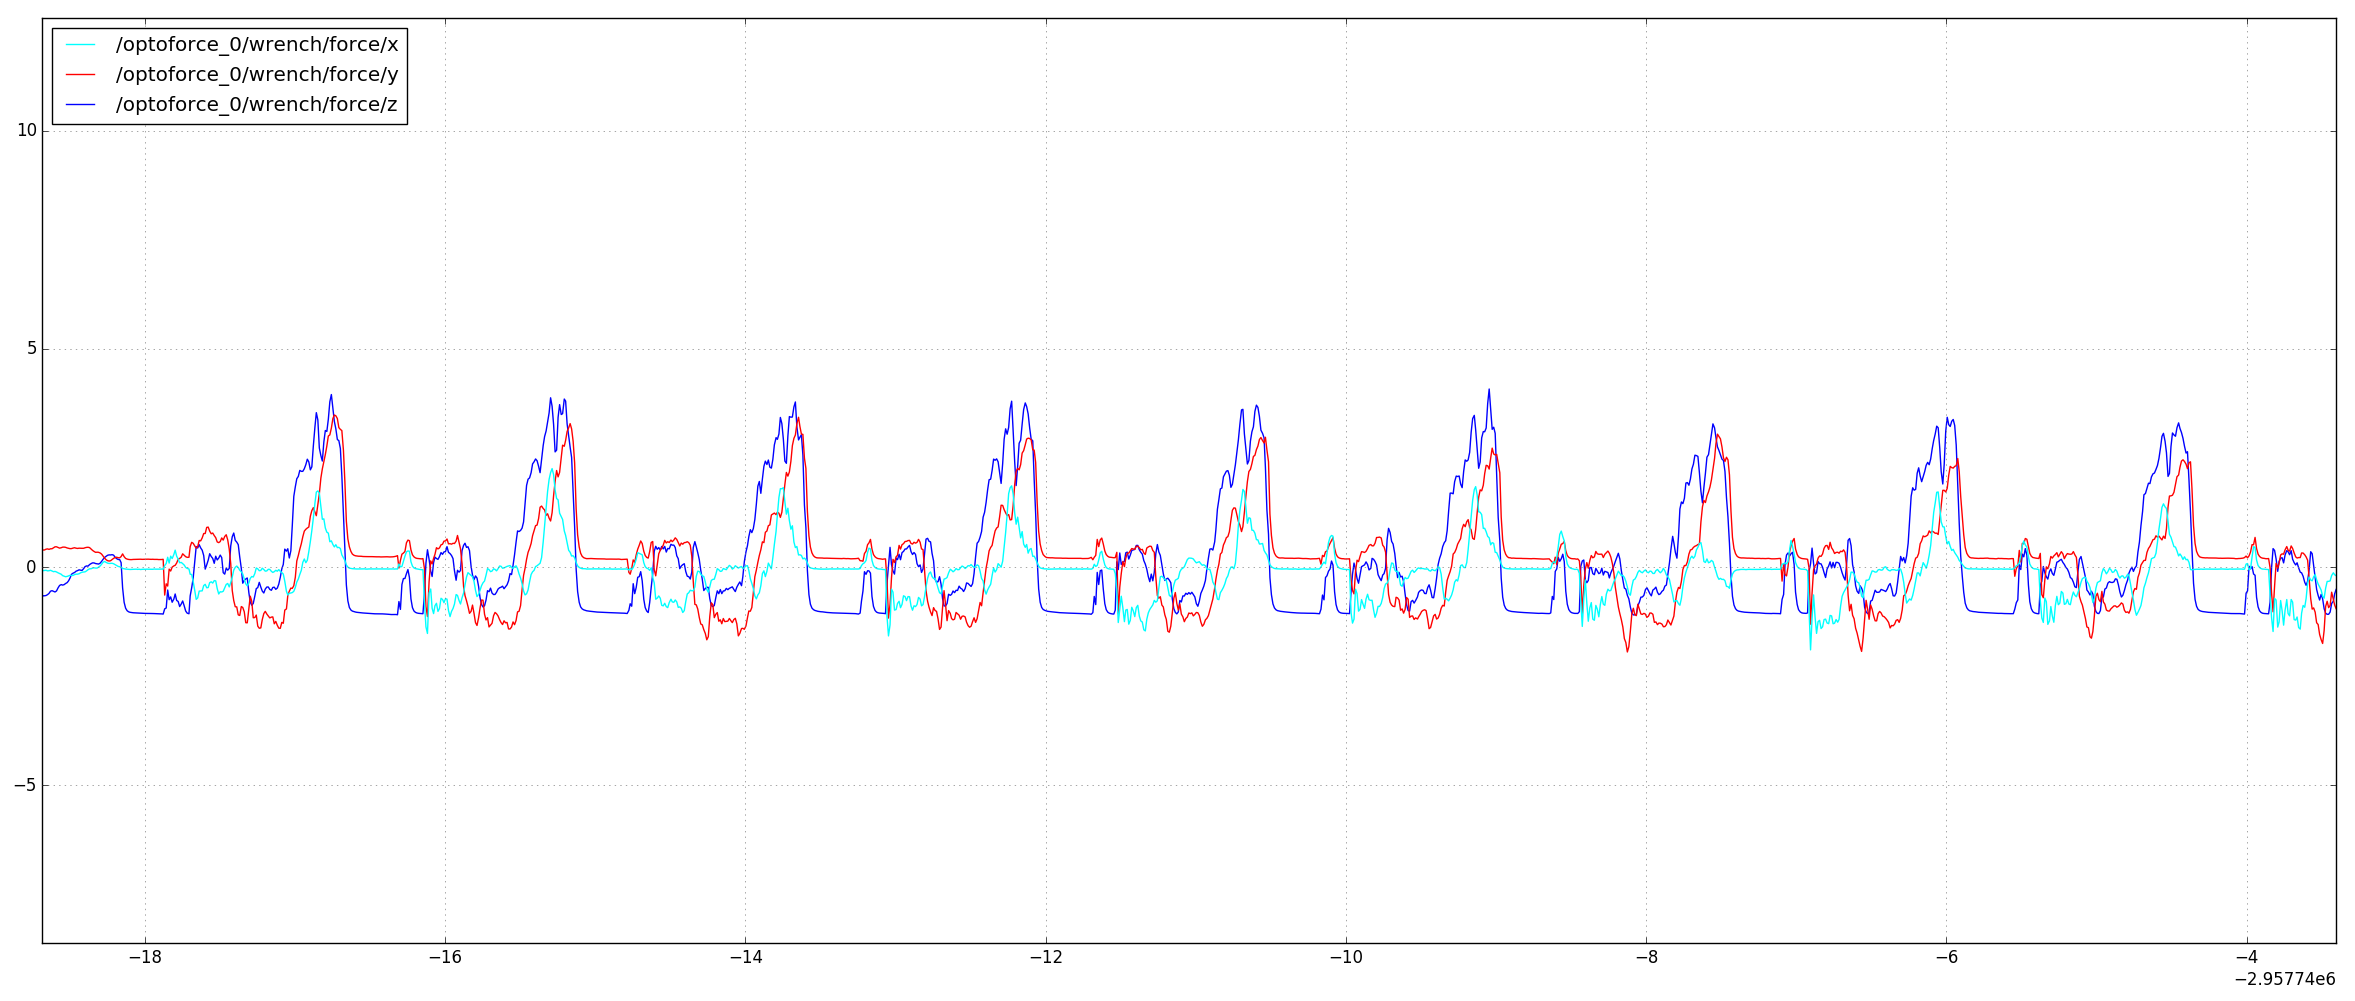 /optoforce_0/wrench/force/x
/optoforce_0/wrench/force/y
/optoforce_0/wrench/force/z
10
5
0
−5
−18 −16 −14 −12 −10 −8 −6 −4
−2.95774e6